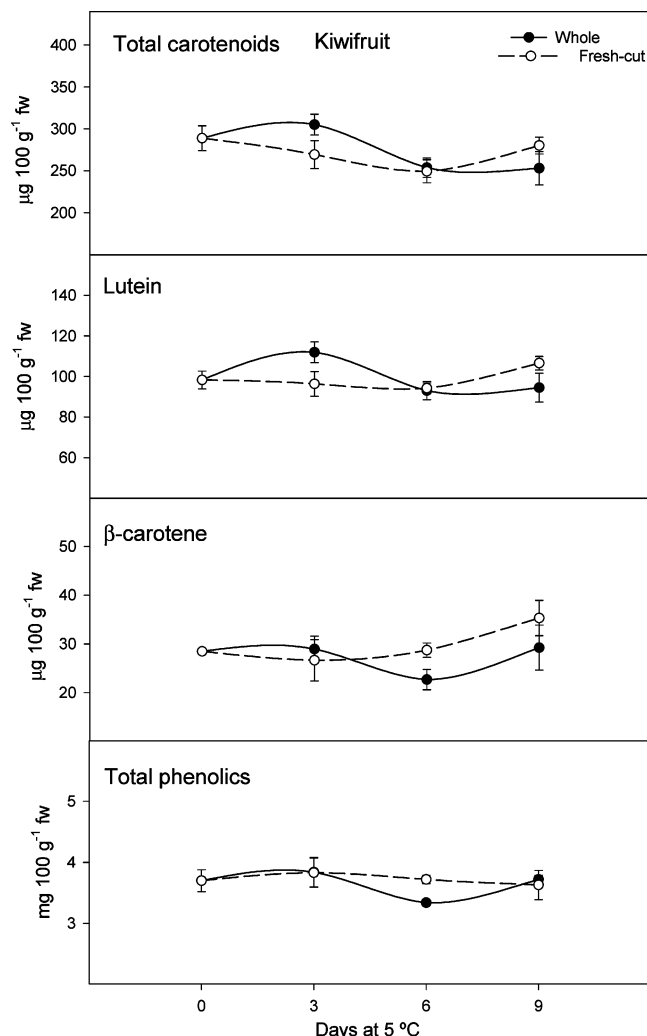 Total carotenoids Kiwifruit
Whole
Fresh-cut
400
350
300
250
200
µg 100 g⁻¹ fw
Lutein
140
120
100
80
60
µg 100 g⁻¹ fw
β-carotene
50
40
30
20
µg 100 g⁻¹ fw
Total phenolics
5
4
3
mg 100 g⁻¹ fw
0 3 6 9
Days at 5 ºC